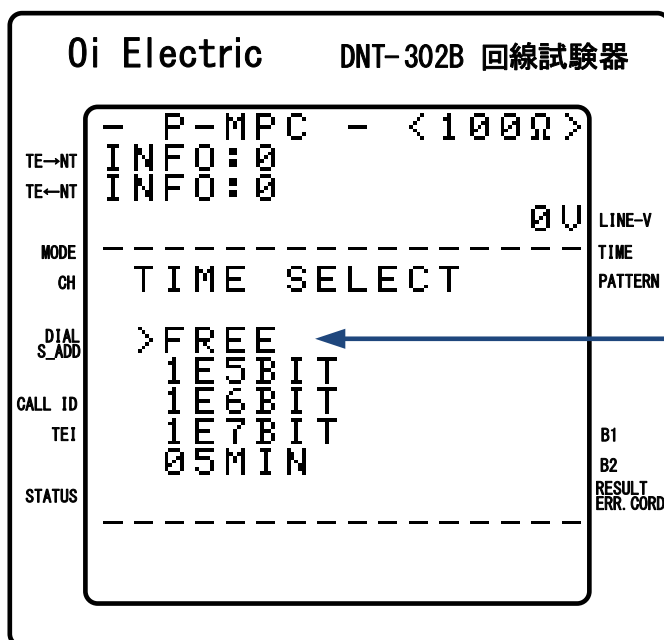 Oi Electric DNT-302B 回線試験器
- P-MPC - <100Ω>
TE→NT INFO:0
TE←NT INFO:0
0V LINE-V
MODE TIME
CH TIME SELECT PATTERN
DIAL
S_ADD >FREE
1E5BIT
CALL ID 1E6BIT
TEI 1E7BIT B1
05MIN B2
STATUS RESULT
ERR.CORD